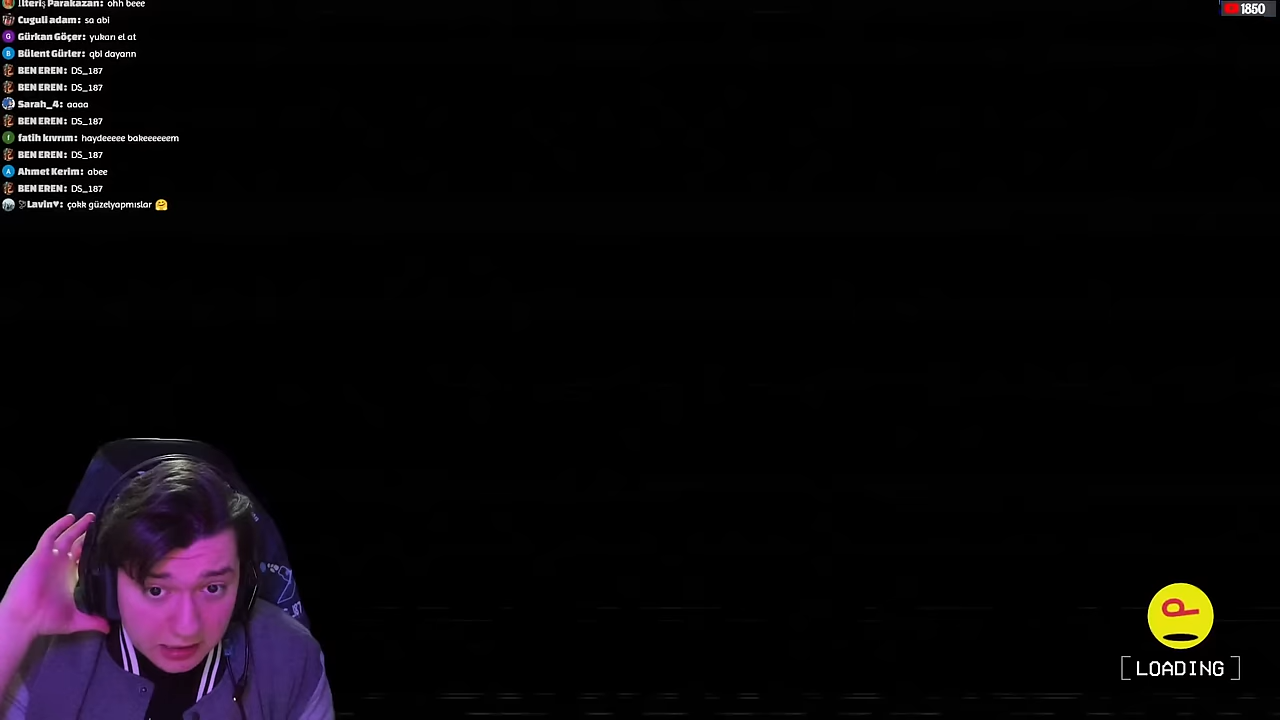 İlteriş Parakazan: ohh beee
1850
Cuguli adam: sa abi
G Gürkan Göçer: yukarı el at
B Bülent Gürler: qbl dayann
BEN EREN: DS_187
BEN EREN: DS_187
Sarah_4: aaaa
BEN EREN: DS_187
f fatih kıvrım: haydeeeee bakeeeeeem
BEN EREN: DS_187
A Ahmet Kerim: abee
BEN EREN: DS_187
🕊Lavin♥: çokk güzelyapmıslar 🤗
[LOADING]